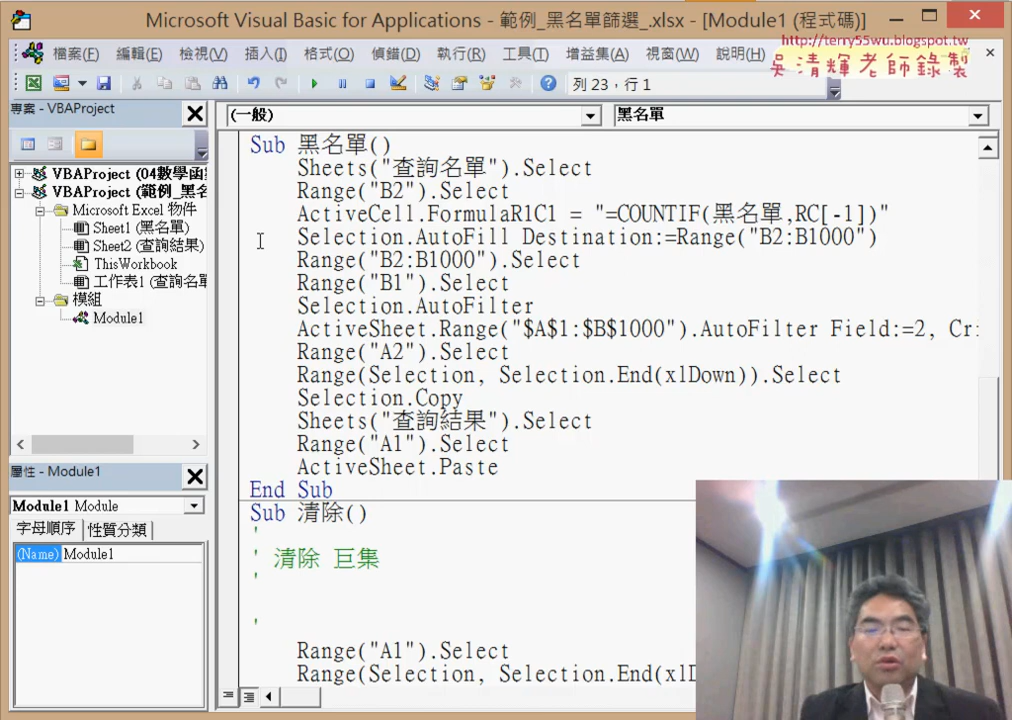 Microsoft Visual Basic for Applications - 範例_黑名單篩選_.xlsx - [Module1 (程式碼)]
http://terry55wu.blogspot.tw
檔案(F) 編輯(E) 檢視(V) 插入(I) 格式(O) 偵錯(D) 執行(R) 工具(T) 增益集(A) 視窗(W) 說明(H)
吳清輝老師錄製
列 23，行 1
專案 - VBAProject
(一般)
黑名單
VBAProject (04數學函
VBAProject (範例_黑名
Microsoft Excel 物件
Sheet1 (黑名單)
Sheet2 (查詢結果)
ThisWorkbook
工作表1 (查詢名單
模組
Module1
屬性 - Module1
Module1 Module
字母順序 性質分類
(Name) Module1
Sub 黑名單()
Sheets("查詢名單").Select
Range("B2").Select
ActiveCell.FormulaR1C1 = "=COUNTIF(黑名單,RC[-1])"
Selection.AutoFill Destination:=Range("B2:B1000")
Range("B2:B1000").Select
Range("B1").Select
Selection.AutoFilter
ActiveSheet.Range("$A$1:$B$1000").AutoFilter Field:=2, Cri
Range("A2").Select
Range(Selection, Selection.End(xlDown)).Select
Selection.Copy
Sheets("查詢結果").Select
Range("A1").Select
ActiveSheet.Paste
End Sub
Sub 清除()
'
' 清除 巨集
'
'
Range("A1").Select
Range(Selection, Selection.End(xlD